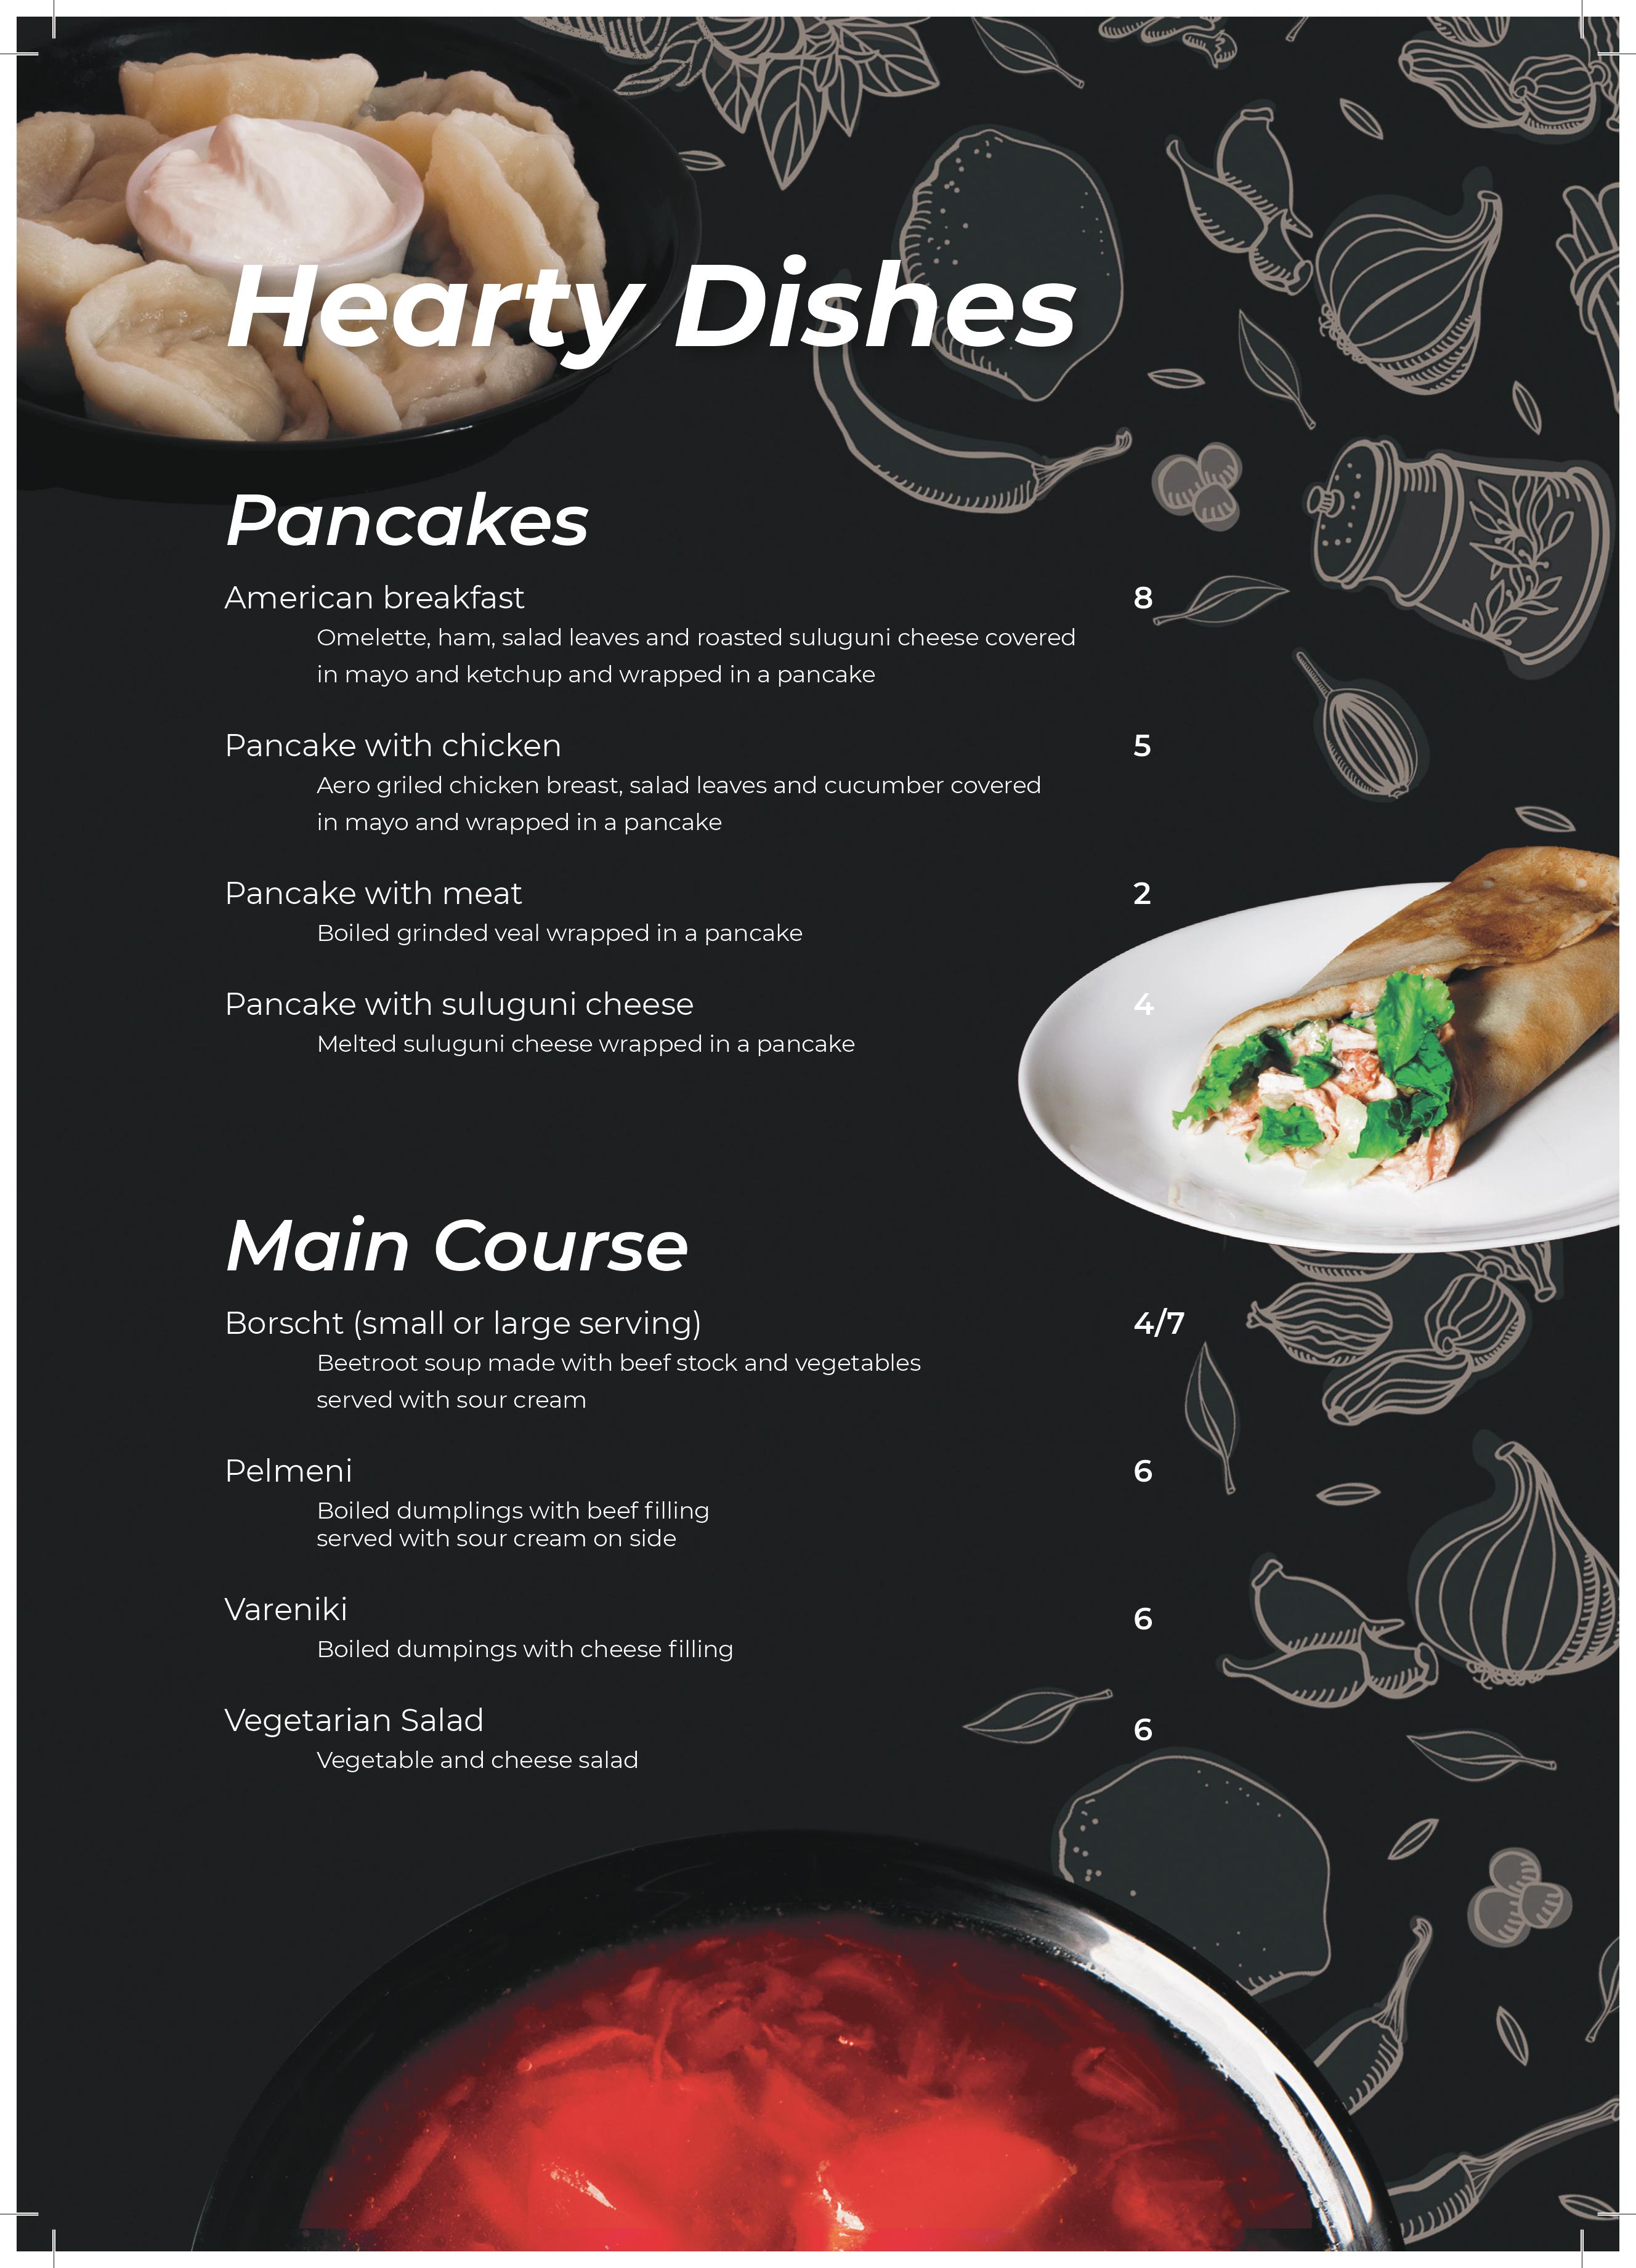 Hearty Dishes
Pancakes
American breakfast 8
Omelette, ham, salad leaves and roasted suluguni cheese covered
in mayo and ketchup and wrapped in a pancake
Pancake with chicken 5
Aero griled chicken breast, salad leaves and cucumber covered
in mayo and wrapped in a pancake
Pancake with meat 2
Boiled grinded veal wrapped in a pancake
Pancake with suluguni cheese 4
Melted suluguni cheese wrapped in a pancake
Main Course
Borscht (small or large serving) 4/7
Beetroot soup made with beef stock and vegetables
served with sour cream
Pelmeni 6
Boiled dumplings with beef filling
served with sour cream on side
Vareniki 6
Boiled dumpings with cheese filling
Vegetarian Salad 6
Vegetable and cheese salad